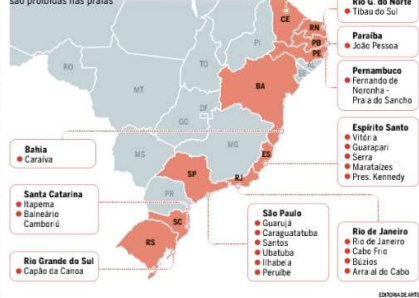 são proibidas nas praias
Rio G. do Norte
Tibau do Sul
Paraíba
João Pessoa
Pernambuco
Fernando de
Noronha -
Praia do Sancho
Espírito Santo
Vitória
Guarapari
Serra
Marataízes
Pres. Kennedy
Bahia
Caraíva
Santa Catarina
Itapema
Balneário
Camboriú
Rio Grande do Sul
Capão da Canoa
São Paulo
Guarujá
Caraguatatuba
Santos
Ubatuba
Ilhabela
Peruíbe
Rio de Janeiro
Rio de Janeiro
Cabo Frio
Búzios
Arraial do Cabo
CE
RN
PB
PE
AL
SE
PI
TO
RO
MT
BA
DF
GO
MG
MS
ES
SP
RJ
PR
SC
RS
EDITORIA DE ARTE